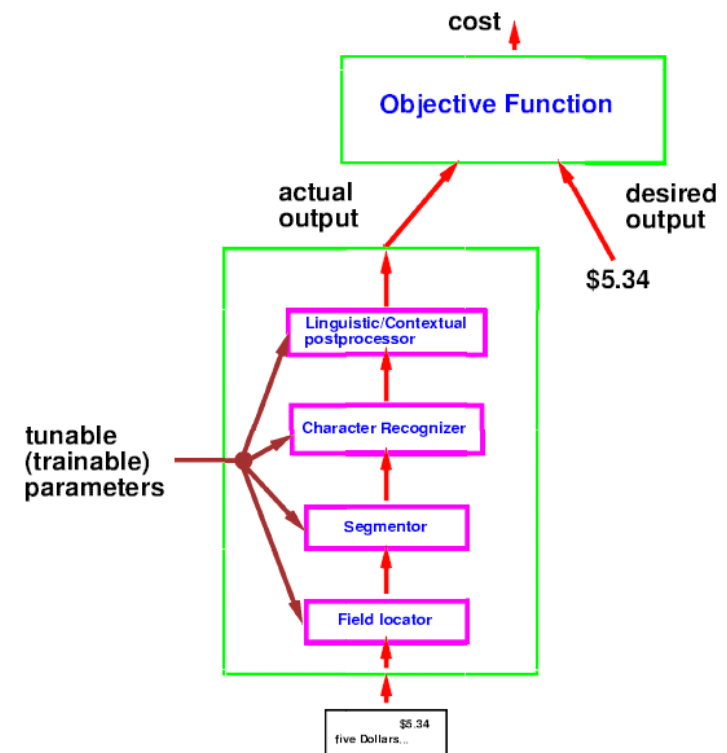 cost
Objective Function
actual
output
desired
output
$5.34
Linguistic/Contextual
postprocessor
Character Recognizer
tunable
(trainable)
parameters
Segmentor
Field locator
$5.34
five Dollars...